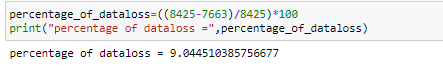 percentage_of_dataloss=((8425-7663)/8425)*100
print("percentage of dataloss =",percentage_of_dataloss)
percentage of dataloss = 9.044510385756677